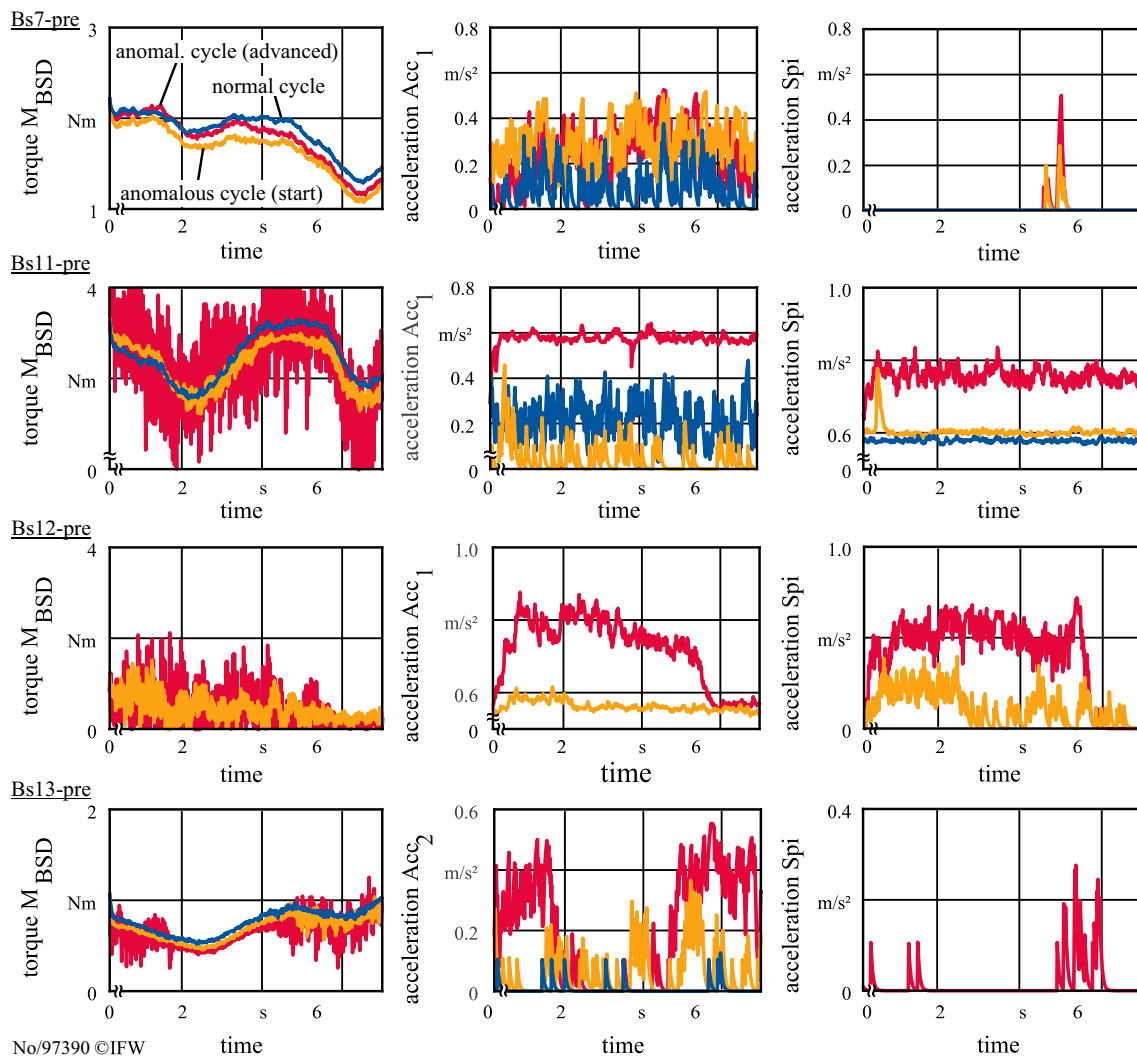 Bs7-pre
3
torque M_BSD
Nm
1
anomal. cycle (advanced)
normal cycle
anomalous cycle (start)
0 2 s 6
time
0.8
acceleration Acc_1
m/s²
0.4
0.2
0
0 2 s 6
time
0.8
acceleration Spi
m/s²
0.4
0.2
0
0 2 s 6
time
Bs11-pre
4
torque M_BSD
Nm
0
0 2 s 6
time
0.8
acceleration Acc_1
m/s²
0.4
0.2
0
0 2 s 6
time
1.0
acceleration Spi
m/s²
0.6
0
0 2 s 6
time
Bs12-pre
4
torque M_BSD
Nm
0
0 2 s 6
time
1.0
acceleration Acc_1
m/s²
0.6
0
0 2 s 6
time
1.0
acceleration Spi
m/s²
0
0 2 s 6
time
Bs13-pre
2
torque M_BSD
Nm
0
0 2 s 6
time
0.6
acceleration Acc_2
m/s²
0.2
0
0 2 s 6
time
0.4
acceleration Spi
m/s²
0
0 2 s 6
time
No/97390 ©IFW